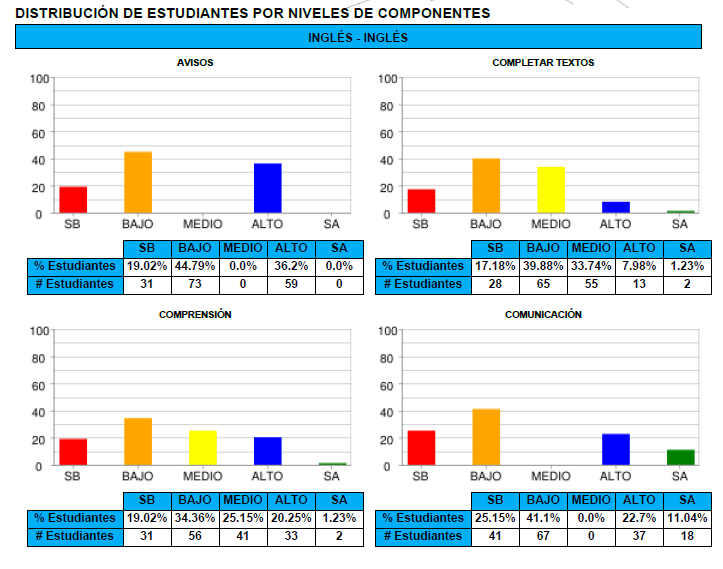 DISTRIBUCIÓN DE ESTUDIANTES POR NIVELES DE COMPONENTES
INGLÉS - INGLÉS
AVISOS
100
80
60
40
20
0
SB BAJO MEDIO ALTO SA
SB BAJO MEDIO ALTO SA
% Estudiantes 19.02% 44.79% 0.0% 36.2% 0.0%
# Estudiantes 31 73 0 59 0
COMPLETAR TEXTOS
100
80
60
40
20
0
SB BAJO MEDIO ALTO SA
SB BAJO MEDIO ALTO SA
% Estudiantes 17.18% 39.88% 33.74% 7.98% 1.23%
# Estudiantes 28 65 55 13 2
COMPRENSIÓN
100
80
60
40
20
0
SB BAJO MEDIO ALTO SA
SB BAJO MEDIO ALTO SA
% Estudiantes 19.02% 34.36% 25.15% 20.25% 1.23%
# Estudiantes 31 56 41 33 2
COMUNICACIÓN
100
80
60
40
20
0
SB BAJO MEDIO ALTO SA
SB BAJO MEDIO ALTO SA
% Estudiantes 25.15% 41.1% 0.0% 22.7% 11.04%
# Estudiantes 41 67 0 37 18